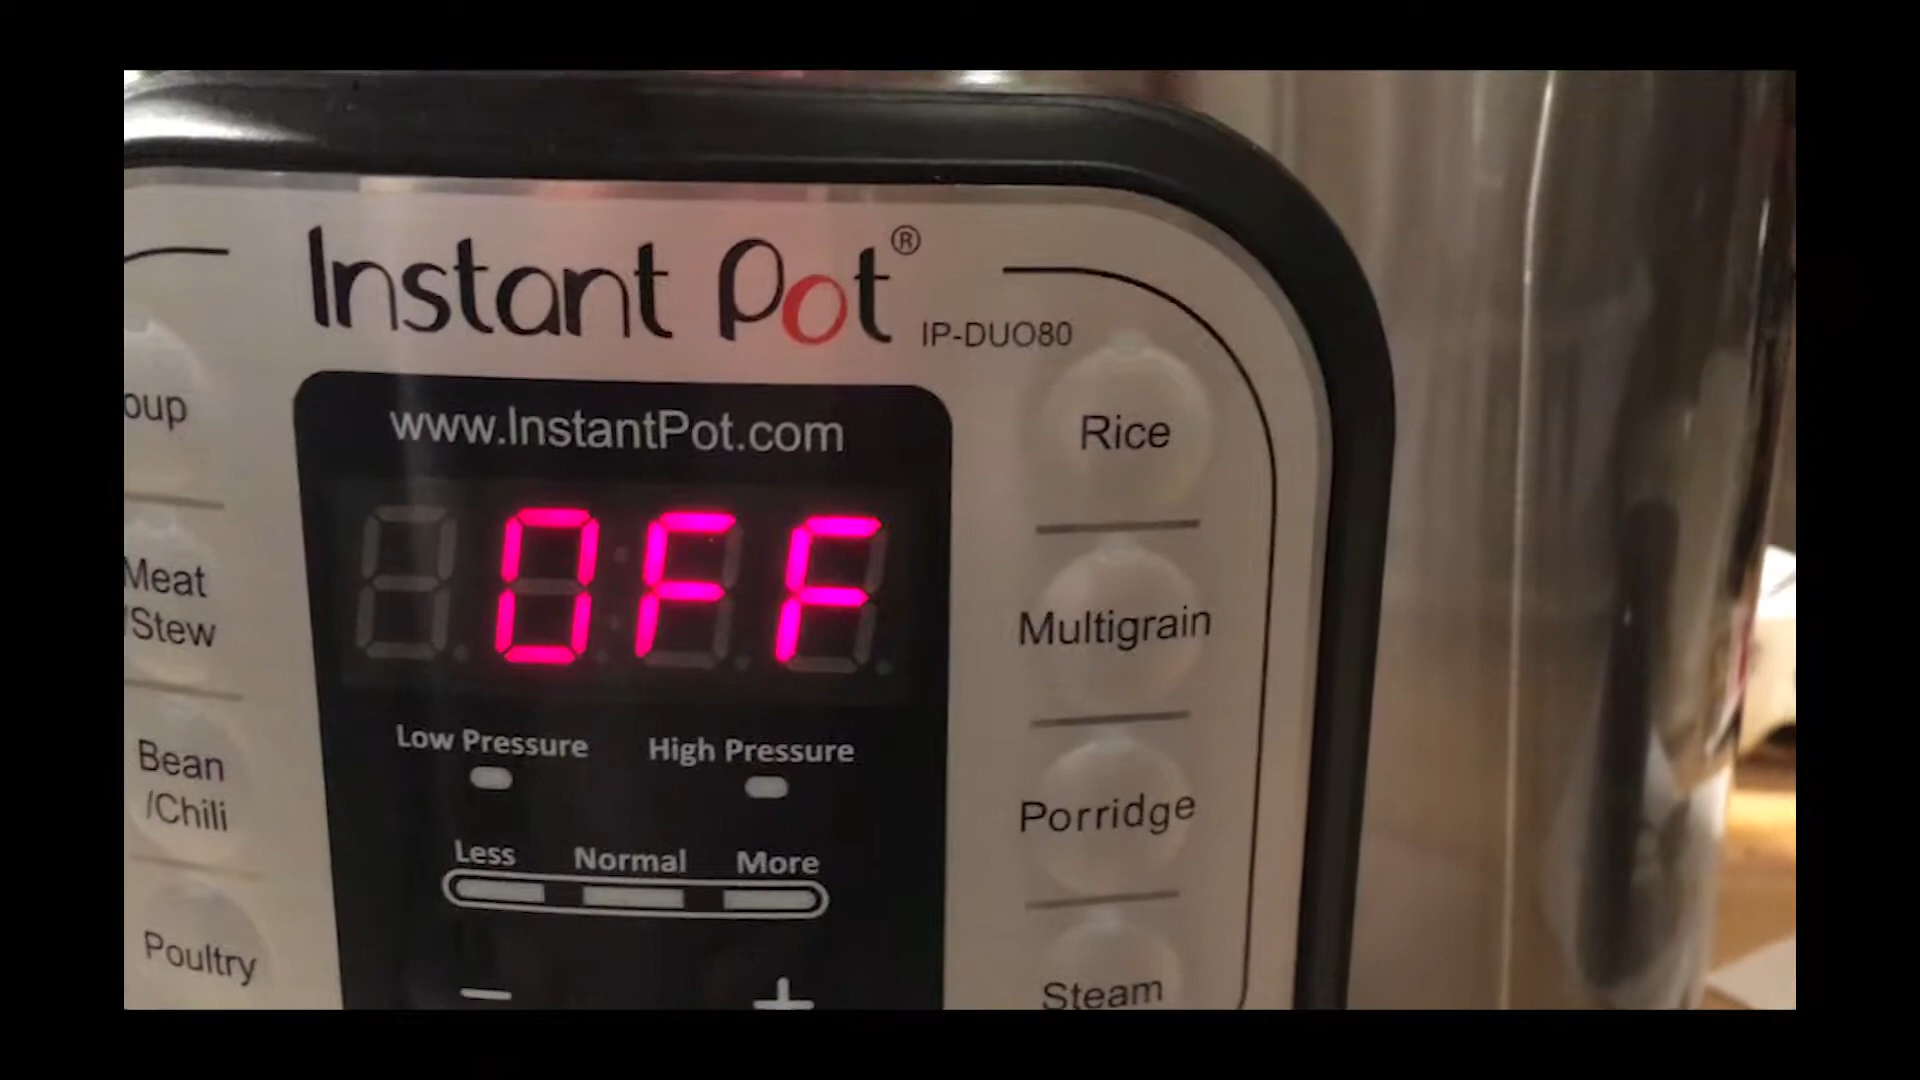 Instant Pot®
IP-DUO80
www.InstantPot.com
OFF
Low Pressure High Pressure
Less Normal More
− +
oup
Meat
/Stew
Bean
/Chili
Poultry
Rice
Multigrain
Porridge
Steam